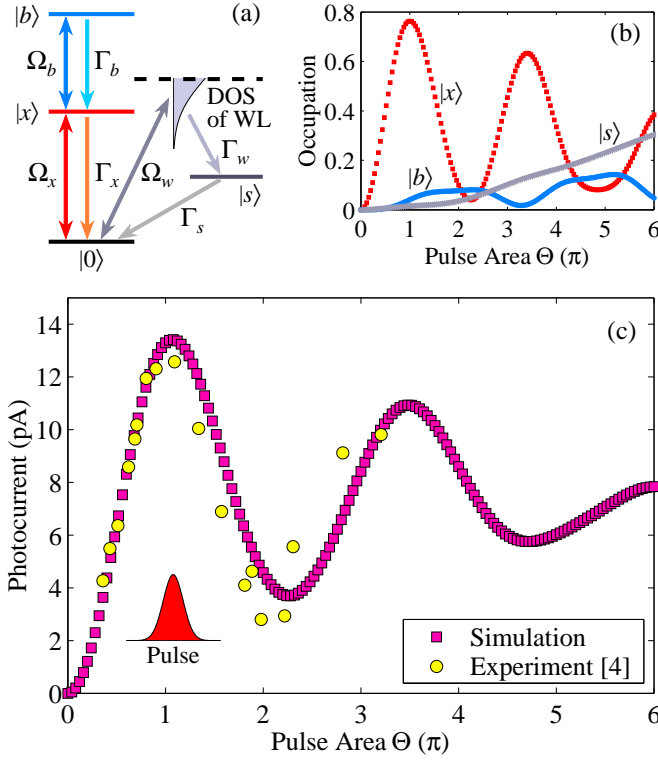 (a)
|b⟩
Ω_b
Γ_b
|x⟩
DOS
of WL
Ω_x
Γ_x
Ω_w
Γ_w
|s⟩
Γ_s
|0⟩
(b)
0.8
0.6
0.4
0.2
0
Occupation
|x⟩
|s⟩
|b⟩
0 1 2 3 4 5 6
Pulse Area Θ (π)
(c)
14
12
10
8
6
4
2
0
Photocurrent (pA)
Pulse
Simulation
Experiment [4]
0 1 2 3 4 5 6
Pulse Area Θ (π)